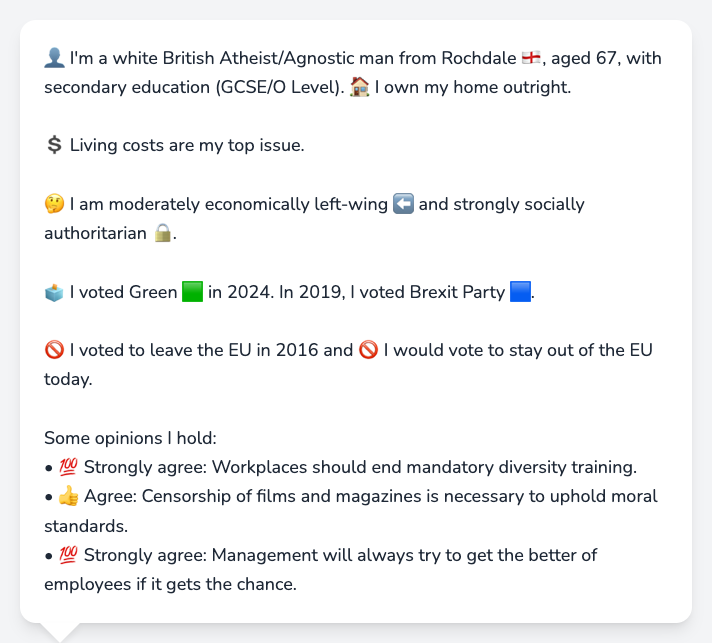 👤 I'm a white British Atheist/Agnostic man from Rochdale 🏴󠁧󠁢󠁥󠁮󠁧󠁿, aged 67, with
secondary education (GCSE/O Level). 🏠 I own my home outright.
💲 Living costs are my top issue.
🤔 I am moderately economically left-wing ⬅️ and strongly socially
authoritarian 🔒.
🗳️ I voted Green 🟩 in 2024. In 2019, I voted Brexit Party 🟦.
🚫 I voted to leave the EU in 2016 and 🚫 I would vote to stay out of the EU
today.
Some opinions I hold:
• 💯 Strongly agree: Workplaces should end mandatory diversity training.
• 👍 Agree: Censorship of films and magazines is necessary to uphold moral
standards.
• 💯 Strongly agree: Management will always try to get the better of
employees if it gets the chance.